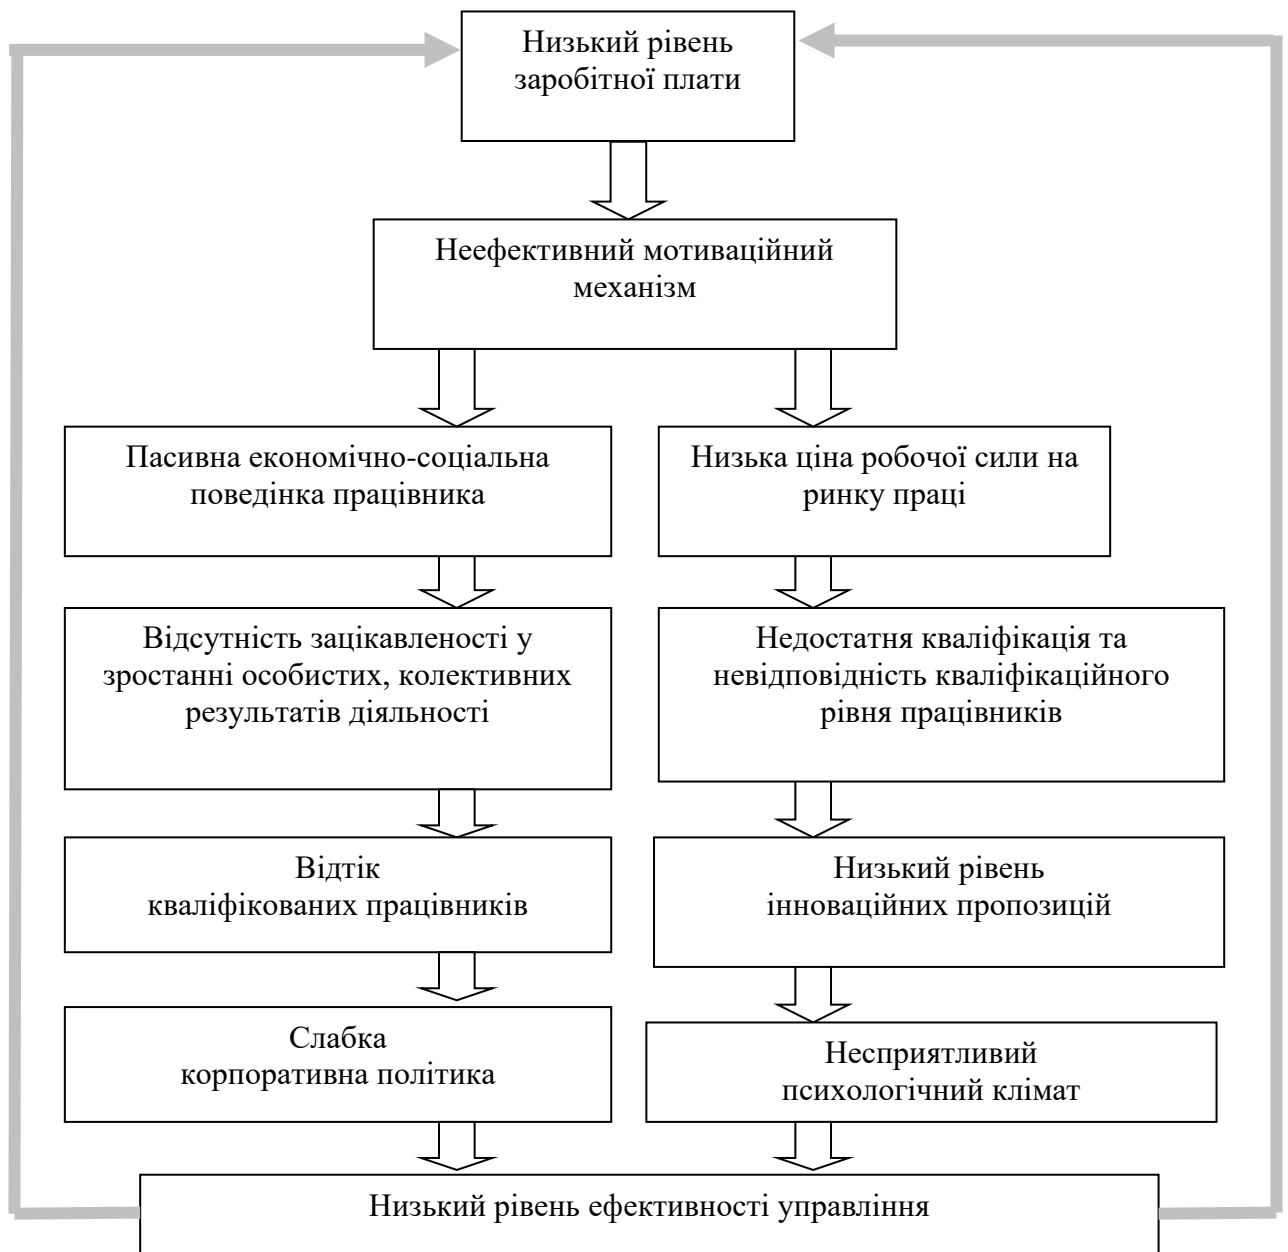 Низький рівень
заробітної плати
Неефективний мотиваційний
механізм
Пасивна економічно-соціальна
поведінка працівника
Низька ціна робочої сили на
ринку праці
Відсутність зацікавленості у
зростанні особистих, колективних
результатів діяльності
Недостатня кваліфікація та
невідповідність кваліфікаційного
рівня працівників
Відтік
кваліфікованих працівників
Низький рівень
інноваційних пропозицій
Слабка
корпоративна політика
Несприятливий
психологічний клімат
Низький рівень ефективності управління